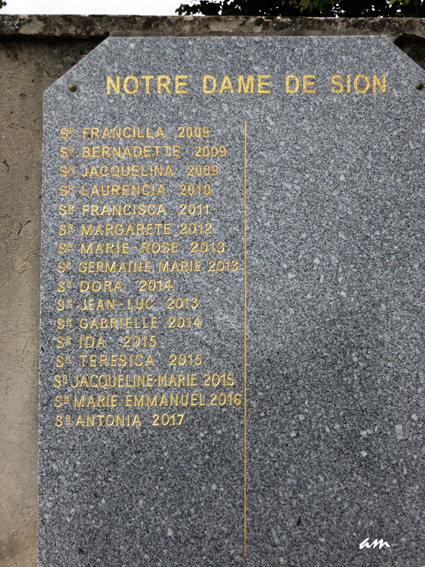 NOTRE DAME DE SION
SR FRANCILLA 2009
SR BERNADETTE 2009
SR JACQUELINA 2009
SR LAURENCIA 2010
SR FRANCISCA 2011
SR MARGARETE 2012
SR MARIE-ROSE 2013
SR GERMAINE MARIE 2013
SR DORA 2014
SR JEAN-LUC 2013
SR GABRIELLE 2014
SR IDA 2015
SR TERESICA 2015
SR JACQUELINE-MARIE 2015
SR MARIE EMMANUEL 2016
SR ANTONIA 2017
am